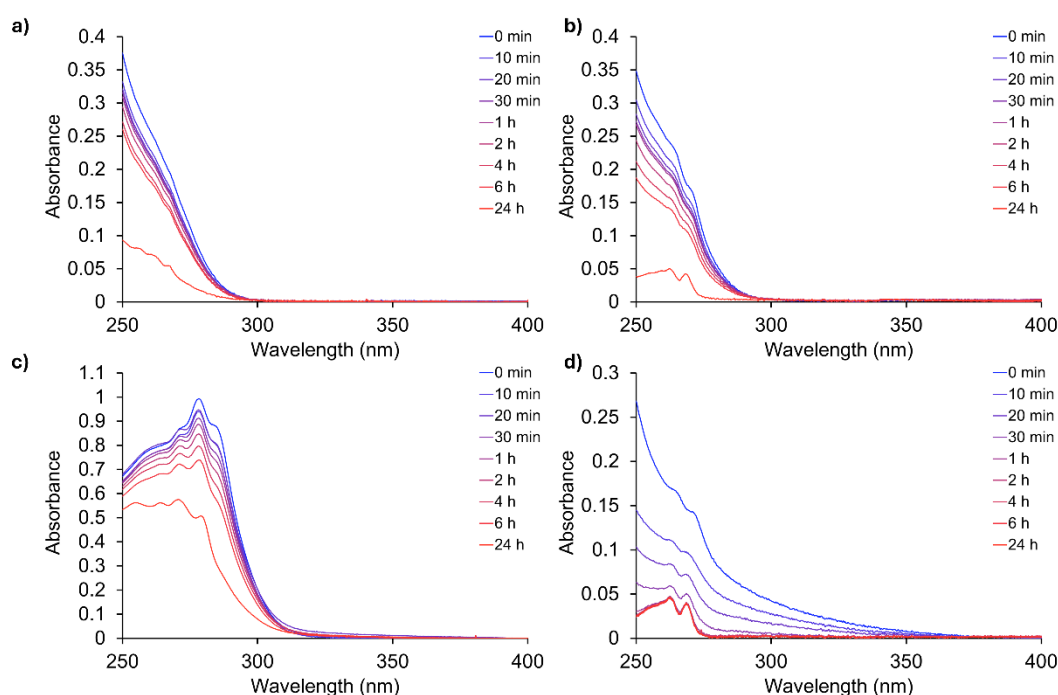 a)
0.4
0.35
0.3
0.25
0.2
0.15
0.1
0.05
0
250
300
350
400
Absorbance
Wavelength (nm)
0 min
10 min
20 min
30 min
1 h
2 h
4 h
6 h
24 h
b)
0.4
0.35
0.3
0.25
0.2
0.15
0.1
0.05
0
250
300
350
400
Absorbance
Wavelength (nm)
0 min
10 min
20 min
30 min
1 h
2 h
4 h
6 h
24 h
c)
1.1
1
0.9
0.8
0.7
0.6
0.5
0.4
0.3
0.2
0.1
0
250
300
350
400
Absorbance
Wavelength (nm)
0 min
10 min
20 min
30 min
1 h
2 h
4 h
6 h
24 h
d)
0.3
0.25
0.2
0.15
0.1
0.05
0
250
300
350
400
Absorbance
Wavelength (nm)
0 min
10 min
20 min
30 min
1 h
2 h
4 h
6 h
24 h